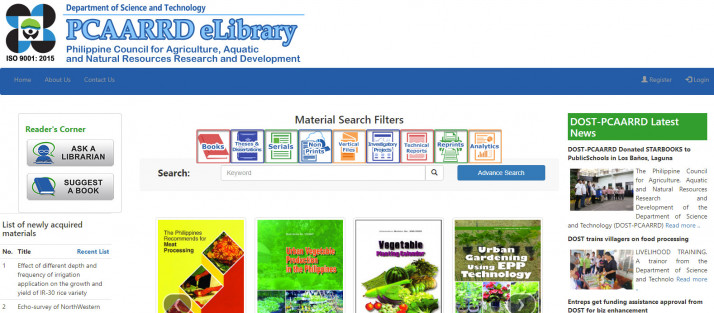 Department of Science and Technology
PCAARRD eLibrary
Philippine Council for Agriculture, Aquatic
and Natural Resources Research and Development
ISO 9001: 2015
Home About Us Contact Us
Register Login
Reader's Corner
ASK A
LIBRARIAN
SUGGEST
A BOOK
List of newly acquired
materials
No. Title Recent List
1 Effect of different depth and
frequency of irrigation
application on the growth and
yield of IR-30 rice variety
2 Echo-survey of NorthWestern
Material Search Filters
Books
Theses &
Dissertations
Serials
Non
Prints
Vertical
Files
Investigatory
Projects
Technical
Reports
Reprints
Analytics
Search: Keyword Advance Search
The Philippines
Recommends for
Meat
Processing
Urban Vegetable
Production
in the Philippines
Vegetable
Planting Calendar
Urban
Gardening
Using EPP
Technology
DOST-PCAARRD Latest
News
DOST-PCAARRD Donated STARBOOKS to
PublicSchools in Los Baños, Laguna
The Philippine Council
for Agriculture, Aquatic
and Natural Resources
Research and
Development of the
Department of Science
and Technology (DOST-PCAARRD) Read more ..
DOST trains villagers on food processing
LIVELIHOOD TRAINING.
A trainor from the
Department of Science
and Technolo Read more ..
Entreps get funding assistance approval from
DOST for biz enhancement